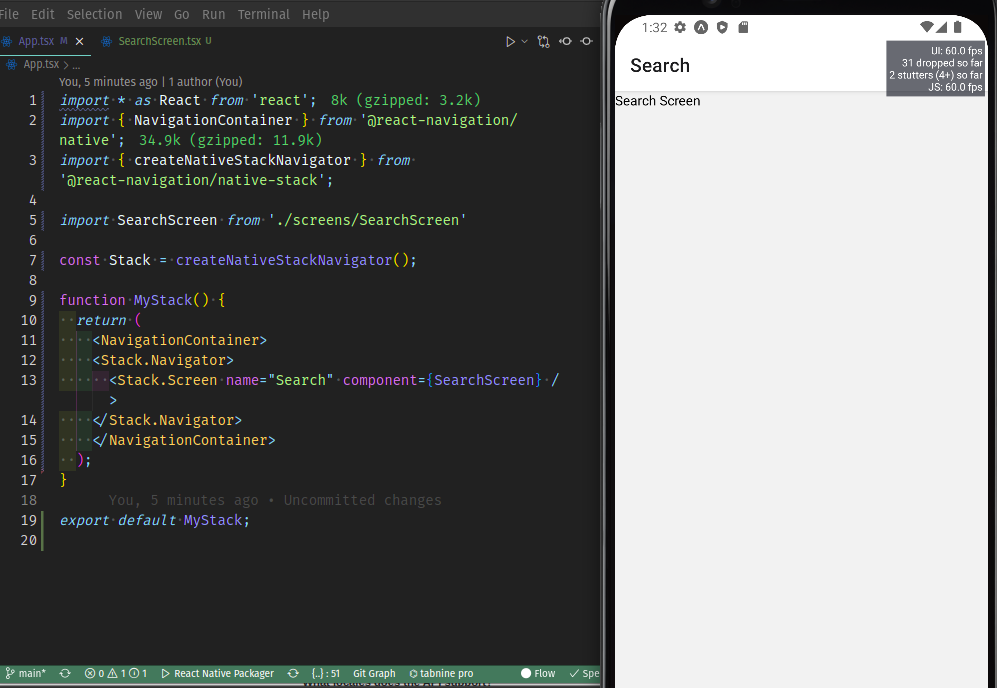 File Edit Selection View Go Run Terminal Help
App.tsx M
SearchScreen.tsx U
App.tsx > ...
You, 5 minutes ago | 1 author (You)
1 import * as React from 'react'; 8k (gzipped: 3.2k)
2 import { NavigationContainer } from '@react-navigation/
native'; 34.9k (gzipped: 11.9k)
3 import { createNativeStackNavigator } from
'@react-navigation/native-stack';
4
5 import SearchScreen from './screens/SearchScreen'
6
7 const Stack = createNativeStackNavigator();
8
9 function MyStack() {
10 return (
11 <NavigationContainer>
12 <Stack.Navigator>
13 <Stack.Screen name="Search" component={SearchScreen} /
>
14 </Stack.Navigator>
15 </NavigationContainer>
16 );
17 }
18 You, 5 minutes ago • Uncommitted changes
19 export default MyStack;
20
main* 0 1 1 React Native Packager {..} : 51 Git Graph tabnine pro Flow Spe
1:32
UI: 60.0 fps
31 dropped so far
2 stutters (4+) so far
JS: 60.0 fps
Search
Search Screen